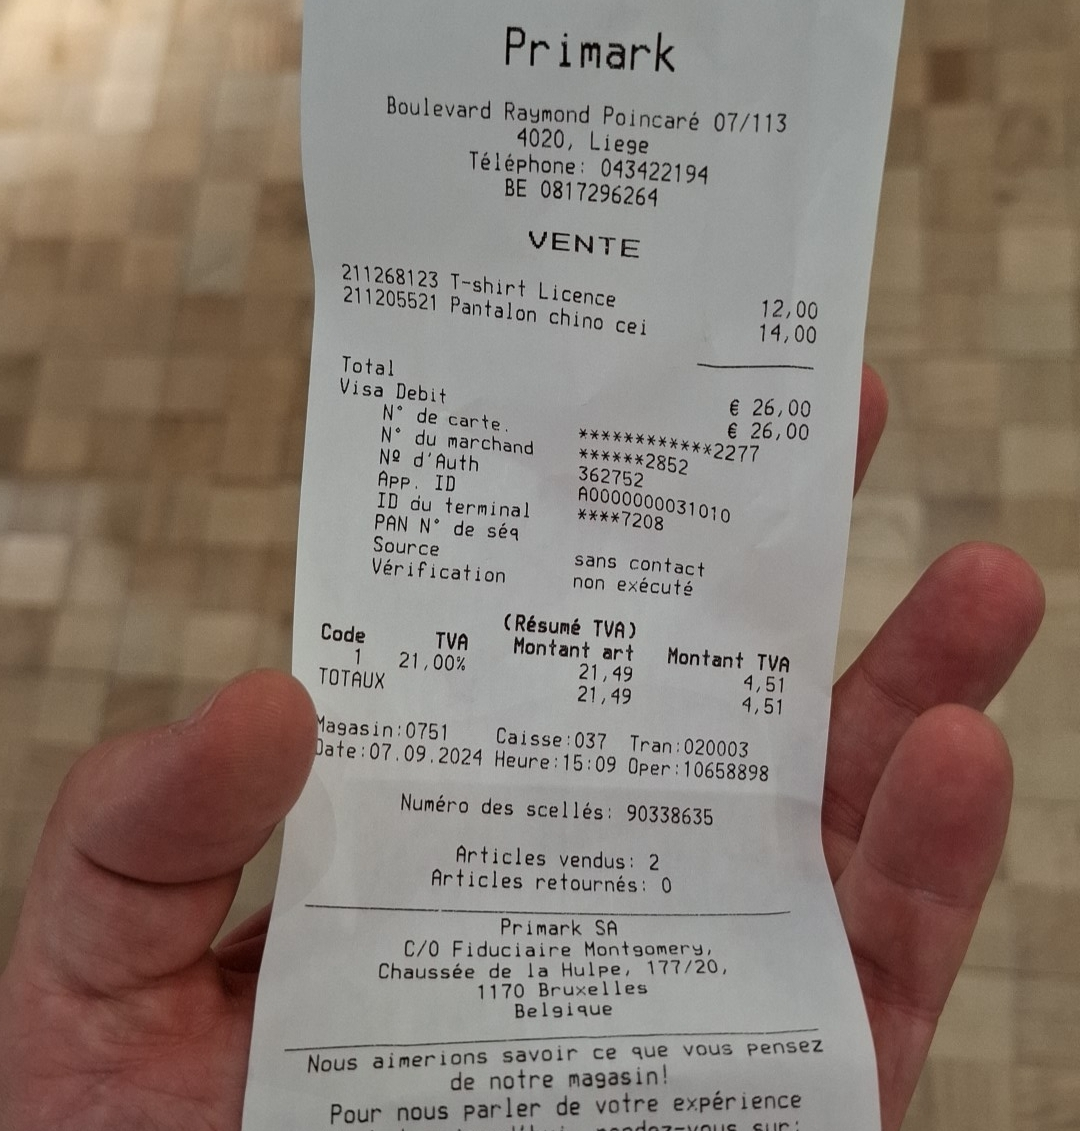 Primark
Boulevard Raymond Poincaré 07/113
4020, Liege
Téléphone: 043422194
BE 0817296264
VENTE
211268123 T-shirt Licence 12,00
211205521 Pantalon chino cei 14,00
Total € 26,00
Visa Debit € 26,00
N° de carte. ************2277
N° du marchand ******2852
Nº d'Auth 362752
App. ID A0000000031010
ID du terminal ****7208
PAN N° de séq
Source sans contact
Vérification non exécuté
(Résumé TVA)
Code TVA Montant art Montant TVA
1 21,00% 21,49 4,51
TOTAUX 21,49 4,51
Magasin:0751 Caisse:037 Tran:020003
Date:07.09.2024 Heure:15:09 Oper:10658898
Numéro des scellés: 90338635
Articles vendus: 2
Articles retournés: 0
Primark SA
C/O Fiduciaire Montgomery,
Chaussée de la Hulpe, 177/20,
1170 Bruxelles
Belgique
Nous aimerions savoir ce que vous pensez
de notre magasin!
Pour nous parler de votre expérience
rendez-vous sur: